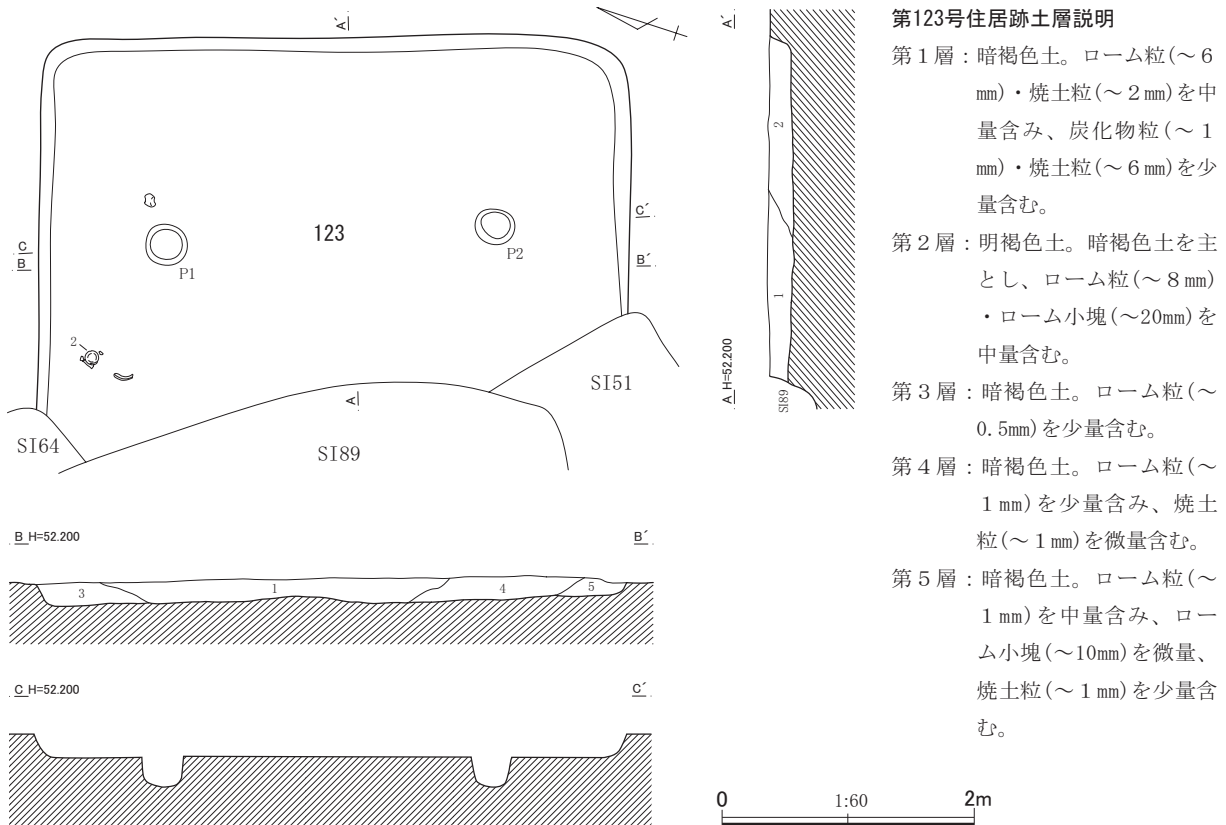 A´
A´
123
C
B
C´
B´
P1
P2
2
2
1
A
A H=52.200
SI89
SI51
SI64
SI89
B H=52.200
B´
3
1
4
5
C H=52.200
C´
0
1:60
2m
第123号住居跡土層説明
第１層：暗褐色土。ローム粒(～６
㎜)・焼土粒(～２㎜)を中
量含み、炭化物粒(～１
㎜)・焼土粒(～６㎜)を少
量含む。
第２層：明褐色土。暗褐色土を主
とし、ローム粒(～８㎜)
・ローム小塊(～20㎜)を
中量含む。
第３層：暗褐色土。ローム粒(～
0.5㎜)を少量含む。
第４層：暗褐色土。ローム粒(～
１㎜)を少量含み、焼土
粒(～１㎜)を微量含む。
第５層：暗褐色土。ローム粒(～
１㎜)を中量含み、ロー
ム小塊(～10㎜)を微量、
焼土粒(～１㎜)を少量含
む。